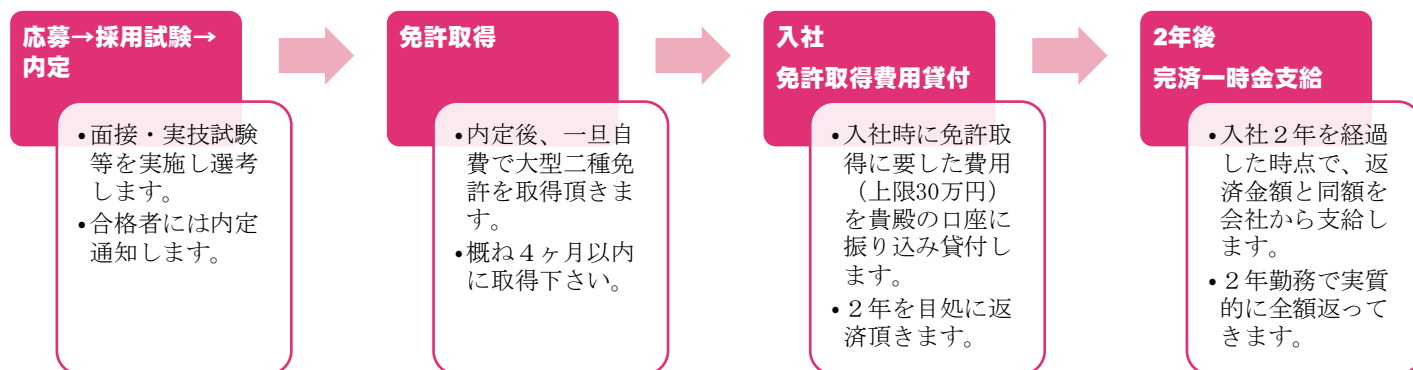 応募→採用試験→
内定
•面接・実技試験
等を実施し選考
します。
•合格者には内定
通知します。
免許取得
•内定後、一旦自
費で大型二種免
許を取得頂きま
す。
•概ね４ヶ月以内
に取得下さい。
入社
免許取得費用貸付
•入社時に免許取
得に要した費用
（上限30万円）
を貴殿の口座に
振り込み貸付し
ます。
•２年を目処に返
済頂きます。
2年後
完済一時金支給
•入社２年を経過
した時点で、返
済金額と同額を
会社から支給し
ます。
•２年勤務で実質
的に全額返って
きます。